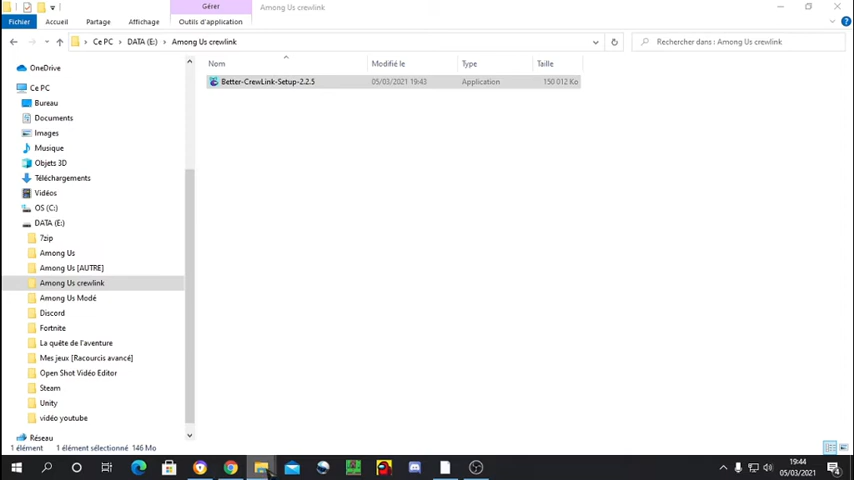 Gérer
Among Us crewlink
Fichier Accueil Partage Affichage Outils d'application
Ce PC > DATA (E:) > Among Us crewlink
Rechercher dans : Among Us crewlink
Nom Modifié le Type Taille
Better-CrewLink-Setup-2.2.5 05/03/2021 19:43 Application 150 012 Ko
OneDrive
Ce PC
Bureau
Documents
Images
Musique
Objets 3D
Téléchargements
Vidéos
OS (C:)
DATA (E:)
7zip
Among Us
Among Us [AUTRE]
Among Us crewlink
Among Us Modé
Discord
Fortnite
La quête de l'aventure
Mes jeux [Racourcis avancé]
Open Shot Vidéo Editor
Steam
Unity
vidéo youtube
Réseau
1 élément 1 élément sélectionné 146 Mo
19:44
05/03/2021
4